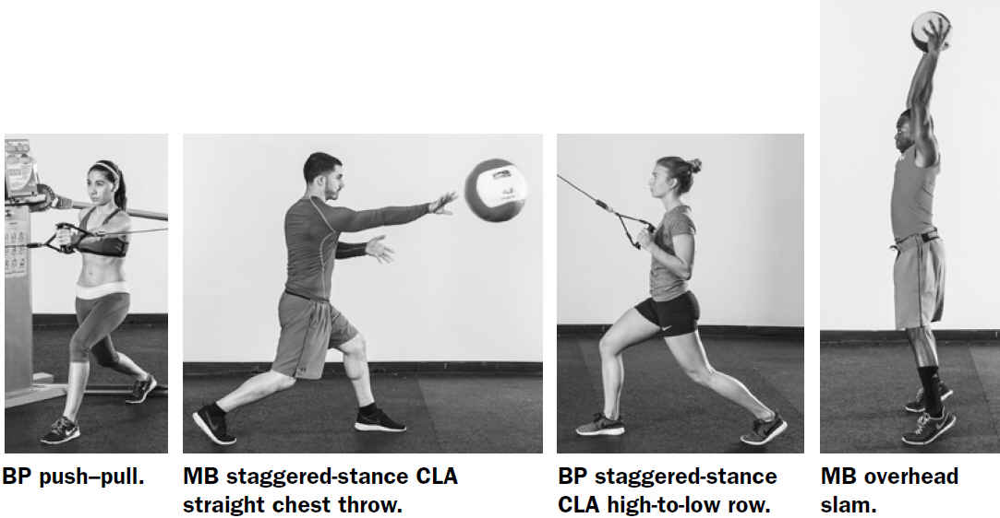 BP push–pull.
MB staggered-stance CLA
straight chest throw.
BP staggered-stance
CLA high-to-low row.
MB overhead
slam.